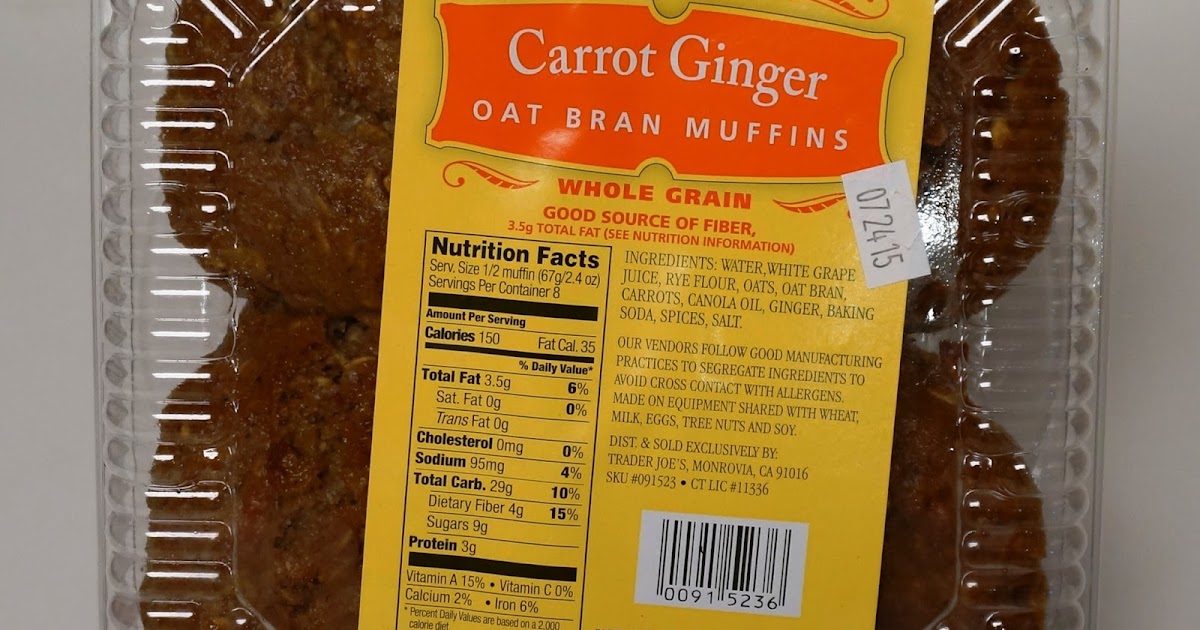 Carrot Ginger
OAT BRAN MUFFINS
072415
WHOLE GRAIN
GOOD SOURCE OF FIBER,
3.5g TOTAL FAT (SEE NUTRITION INFORMATION)
Nutrition Facts
Serv. Size 1/2 muffin (67g/2.4 oz)
Servings Per Container 8
Amount Per Serving
Calories 150 Fat Cal. 35
% Daily Value*
Total Fat 3.5g 6%
Sat. Fat 0g 0%
Trans Fat 0g
Cholesterol 0mg 0%
Sodium 95mg 4%
Total Carb. 29g 10%
Dietary Fiber 4g 15%
Sugars 9g
Protein 3g
Vitamin A 15% • Vitamin C 0%
Calcium 2% • Iron 6%
* Percent Daily Values are based on a 2,000
calorie diet
INGREDIENTS: WATER,WHITE GRAPE
JUICE, RYE FLOUR, OATS, OAT BRAN,
CARROTS, CANOLA OIL, GINGER, BAKING
SODA, SPICES, SALT.
OUR VENDORS FOLLOW GOOD MANUFACTURING
PRACTICES TO SEGREGATE INGREDIENTS TO
AVOID CROSS CONTACT WITH ALLERGENS.
MADE ON EQUIPMENT SHARED WITH WHEAT,
MILK, EGGS, TREE NUTS AND SOY.
DIST. & SOLD EXCLUSIVELY BY:
TRADER JOE'S, MONROVIA, CA 91016
SKU #091523 • CT LIC #11336
0091 5236